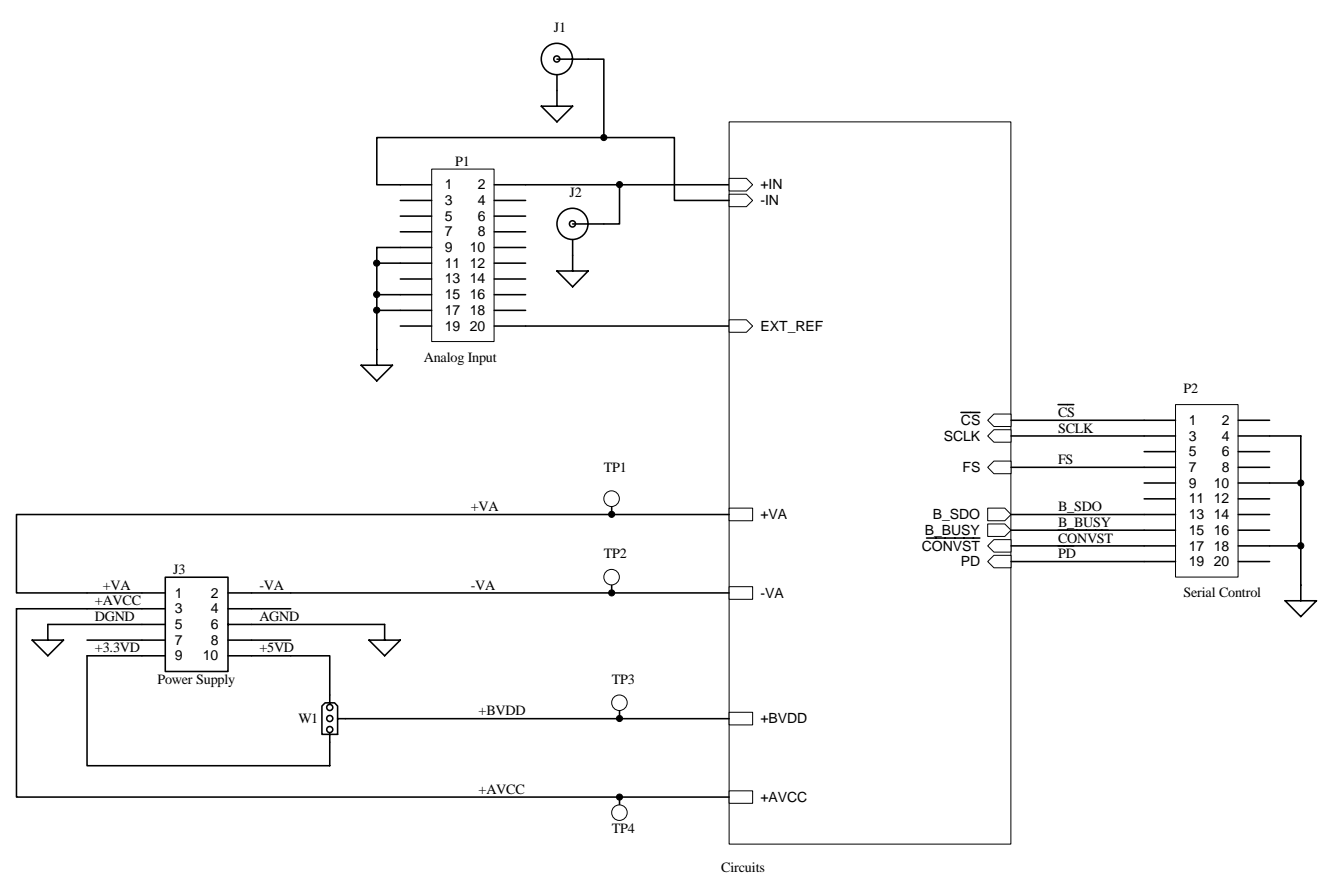 J1
P1
1 2
3 4
5 6
7 8
9 10
11 12
13 14
15 16
17 18
19 20
Analog Input
J2
+IN
-IN
EXT_REF
CS
SCLK
FS
B_SDO
B_BUSY
CONVST
PD
CS
SCLK
FS
B_SDO
B_BUSY
CONVST
PD
P2
1 2
3 4
5 6
7 8
9 10
11 12
13 14
15 16
17 18
19 20
Serial Control
TP1
+VA
+VA
TP2
-VA
-VA
J3
+VA
+AVCC
DGND
+3.3VD
1 2
3 4
5 6
7 8
9 10
-VA
AGND
+5VD
Power Supply
W1
TP3
+BVDD
+BVDD
+AVCC
TP4
+AVCC
Circuits